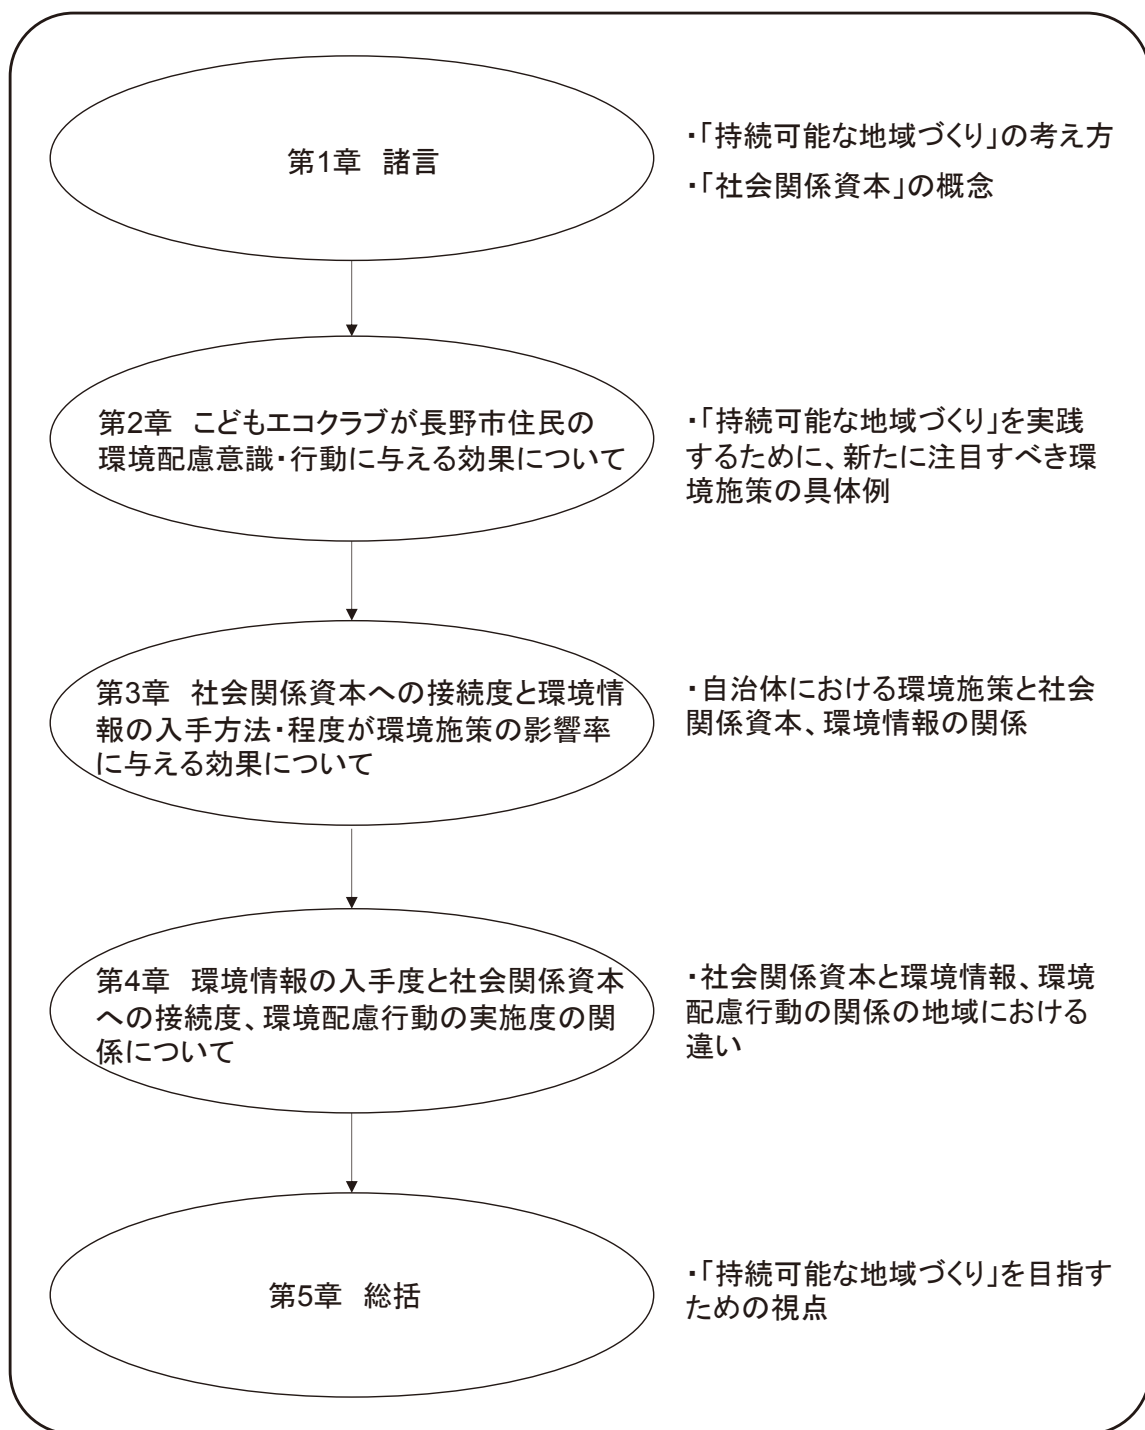 第1章 諸言
・「持続可能な地域づくり」の考え方
・「社会関係資本」の概念
第2章 こどもエコクラブが長野市住民の
環境配慮意識・行動に与える効果について
・「持続可能な地域づくり」を実践
するために、新たに注目すべき環
境施策の具体例
第3章 社会関係資本への接続度と環境情
報の入手方法・程度が環境施策の影響率
に与える効果について
・自治体における環境施策と社会
関係資本、環境情報の関係
第4章 環境情報の入手度と社会関係資本
への接続度、環境配慮行動の実施度の関
係について
・社会関係資本と環境情報、環境
配慮行動の関係の地域における
違い
第5章 総括
・「持続可能な地域づくり」を目指す
ための視点